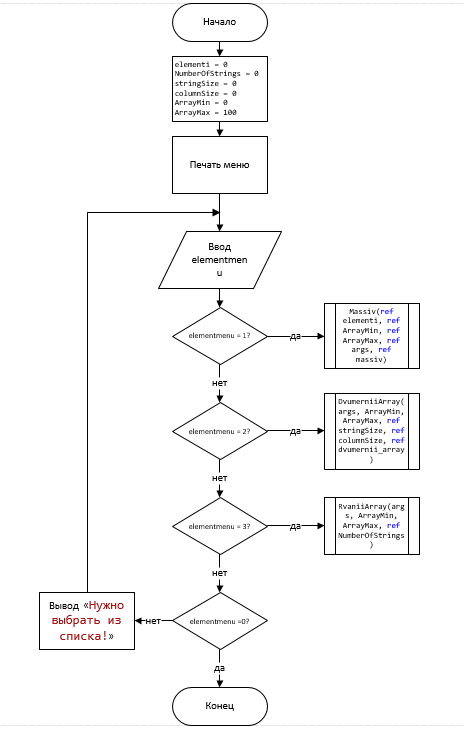 Начало
elementi = 0
NumberOfStrings = 0
stringSize = 0
columnSize = 0
ArrayMin = 0
ArrayMax = 100
Печать меню
Ввод
elementmen
u
elementmenu = 1?
да
Massiv(ref
elementi, ref
ArrayMin, ref
ArrayMax, ref
args, ref
massiv)
нет
elementmenu = 2?
да
DvumerniiArray(
args, ArrayMin,
ArrayMax, ref
stringSize, ref
columnSize, ref
dvumernii_array
)
нет
elementmenu = 3?
да
RvaniiArray(arg
s, ArrayMin,
ArrayMax, ref
NumberOfStrings
)
нет
elementmenu =0?
нет
Вывод «Нужно
выбрать из
списка!»
да
Конец